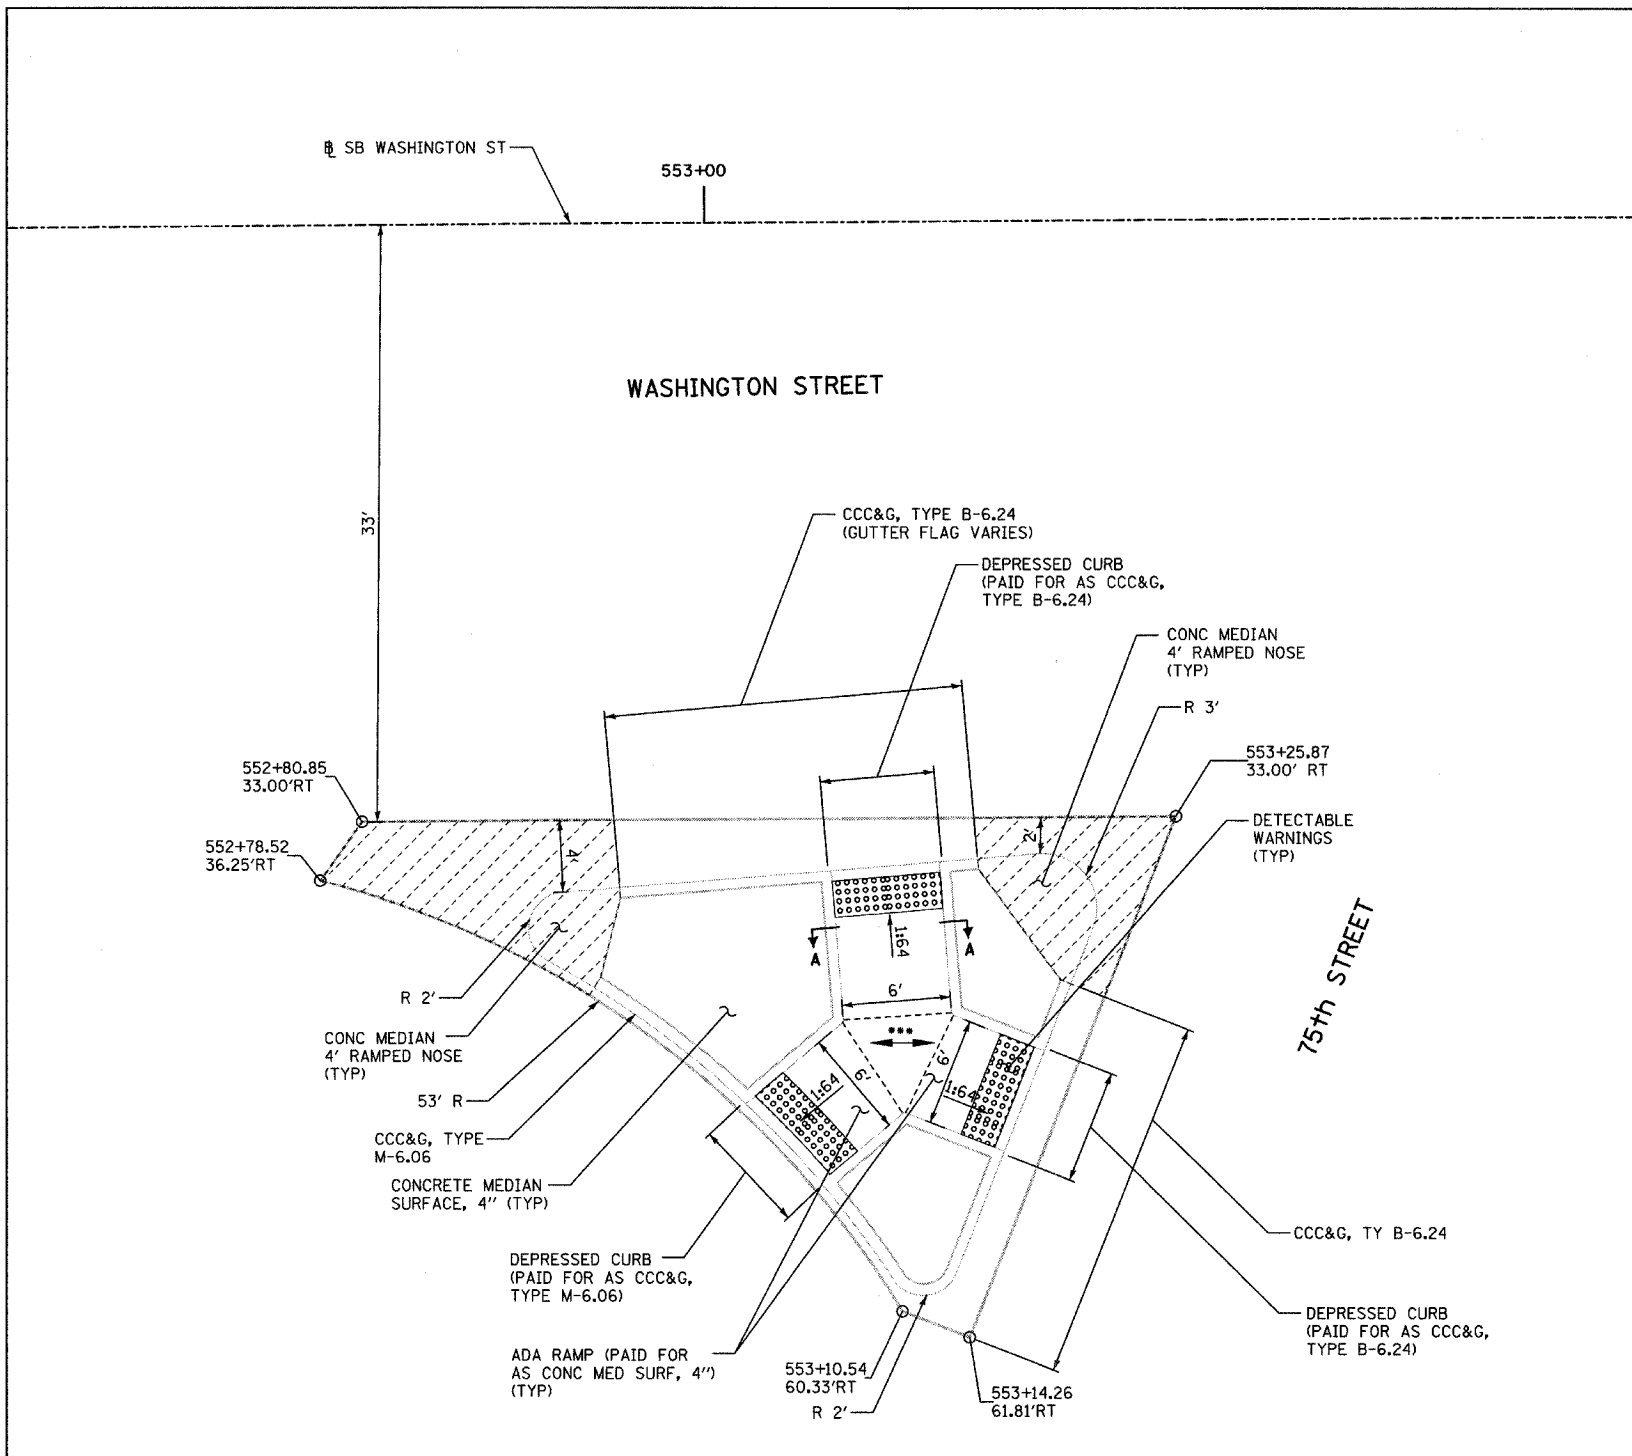 ℄ SB WASHINGTON ST
553+00
33'
WASHINGTON STREET
CCC&G, TYPE B-6.24
(GUTTER FLAG VARIES)
DEPRESSED CURB
(PAID FOR AS CCC&G,
TYPE B-6.24)
CONC MEDIAN
4' RAMPED NOSE
(TYP)
R 3'
552+80.85
33.00'RT
553+25.87
33.00' RT
552+78.52
36.25'RT
4'
2'
DETECTABLE
WARNINGS
(TYP)
1:64
A
A
75th STREET
R 2'
6'
***
CONC MEDIAN
4' RAMPED NOSE
(TYP)
6'
6'
1:64
1:64
53' R
CCC&G, TYPE
M-6.06
CONCRETE MEDIAN
SURFACE, 4" (TYP)
CCC&G, TY B-6.24
DEPRESSED CURB
(PAID FOR AS CCC&G,
TYPE M-6.06)
DEPRESSED CURB
(PAID FOR AS CCC&G,
TYPE B-6.24)
ADA RAMP (PAID FOR
AS CONC MED SURF, 4")
(TYP)
553+10.54
60.33'RT
R 2'
553+14.26
61.81'RT